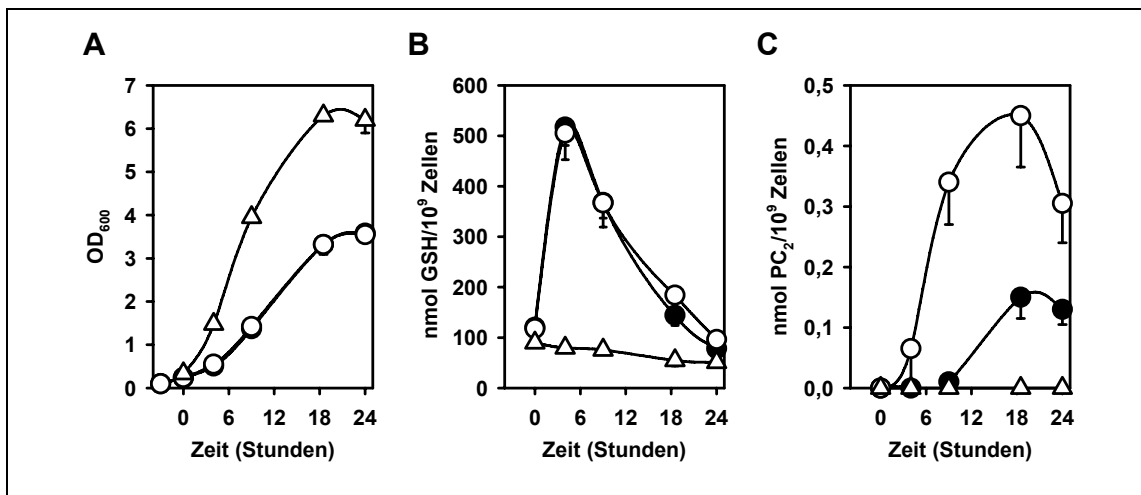 A
B
C
7
6
5
4
3
2
1
0
OD600
0 6 12 18 24
Zeit (Stunden)
600
500
400
300
200
100
0
nmol GSH/10⁹ Zellen
0 6 12 18 24
Zeit (Stunden)
0,5
0,4
0,3
0,2
0,1
0,0
nmol PC₂/10⁹ Zellen
0 6 12 18 24
Zeit (Stunden)